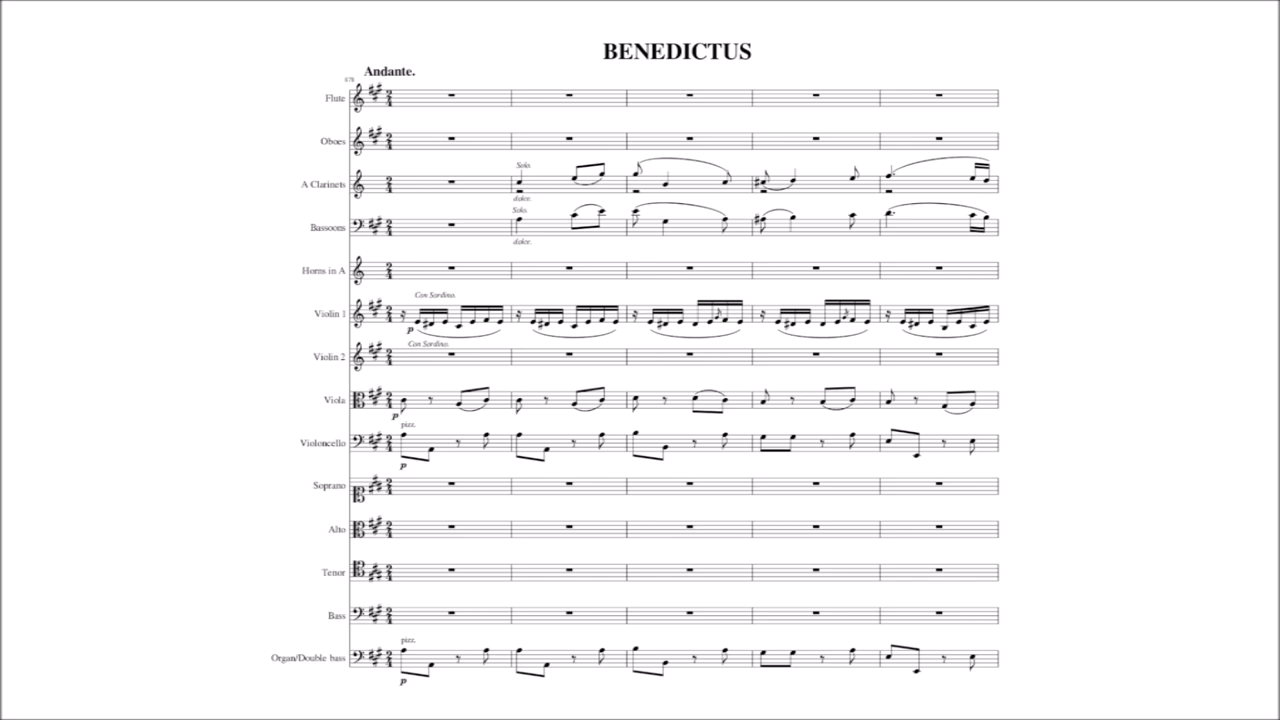 BENEDICTUS
Andante.
Flute
Oboes
Solo.
A Clarinets
dolce.
Solo.
Bassoons
dolce.
Horns in A
Con Sordino.
Violin 1
p
Con Sordino.
Violin 2
Viola
p
pizz.
Violoncello
p
Soprano
Alto
Tenor
Bass
pizz.
Organ/Double bass
p